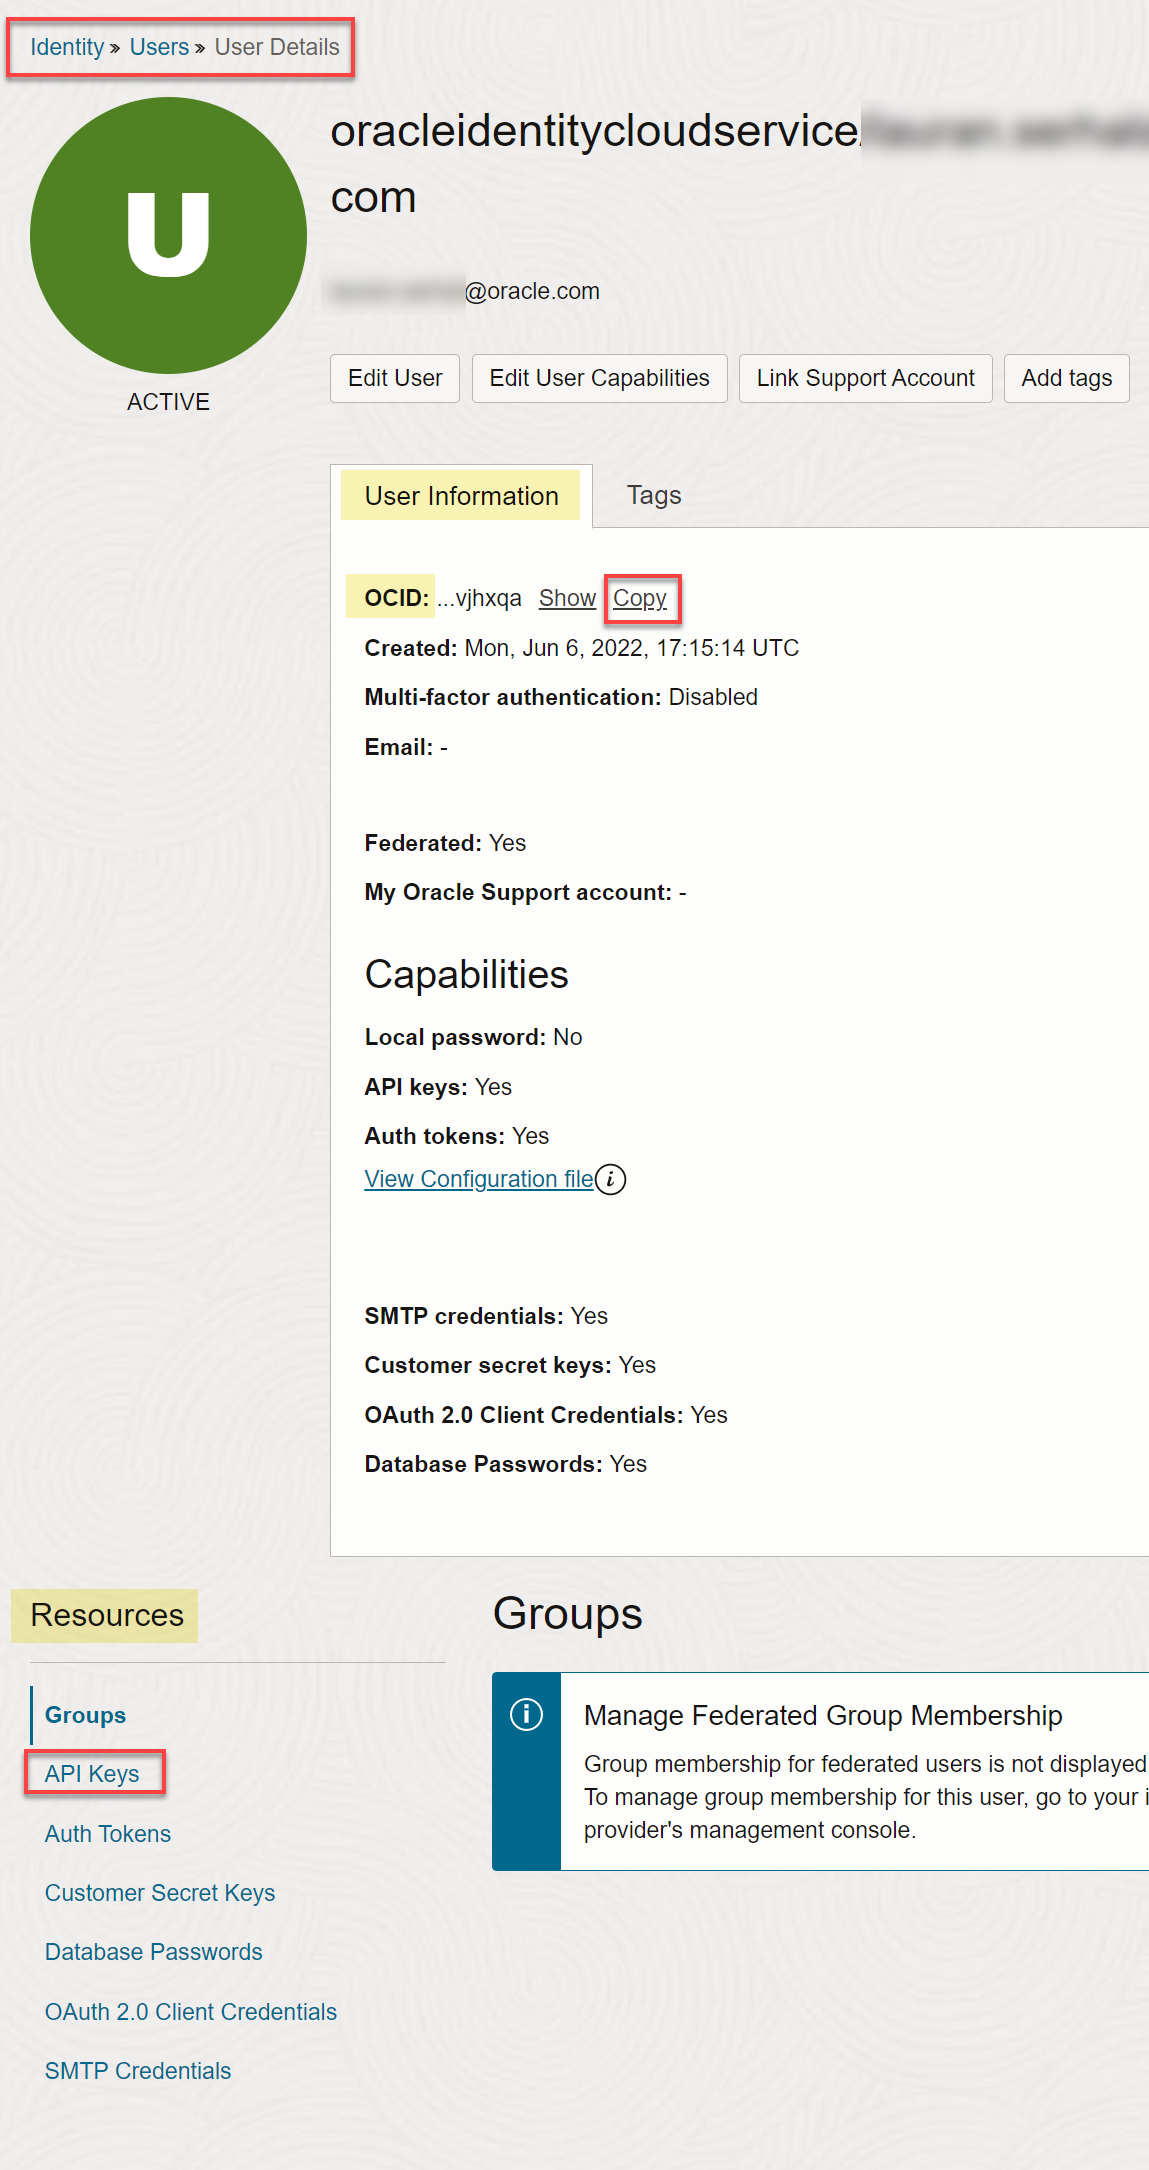 Identity » Users » User Details
U
ACTIVE
oracleidentitycloudservice/
com
@oracle.com
Edit User Edit User Capabilities Link Support Account Add tags
User Information Tags
OCID: ...vjhxqa Show Copy
Created: Mon, Jun 6, 2022, 17:15:14 UTC
Multi-factor authentication: Disabled
Email: -
Federated: Yes
My Oracle Support account: -
Capabilities
Local password: No
API keys: Yes
Auth tokens: Yes
View Configuration file i
SMTP credentials: Yes
Customer secret keys: Yes
OAuth 2.0 Client Credentials: Yes
Database Passwords: Yes
Resources
Groups
API Keys
Auth Tokens
Customer Secret Keys
Database Passwords
OAuth 2.0 Client Credentials
SMTP Credentials
Groups
i Manage Federated Group Membership
Group membership for federated users is not displayed
To manage group membership for this user, go to your i
provider's management console.